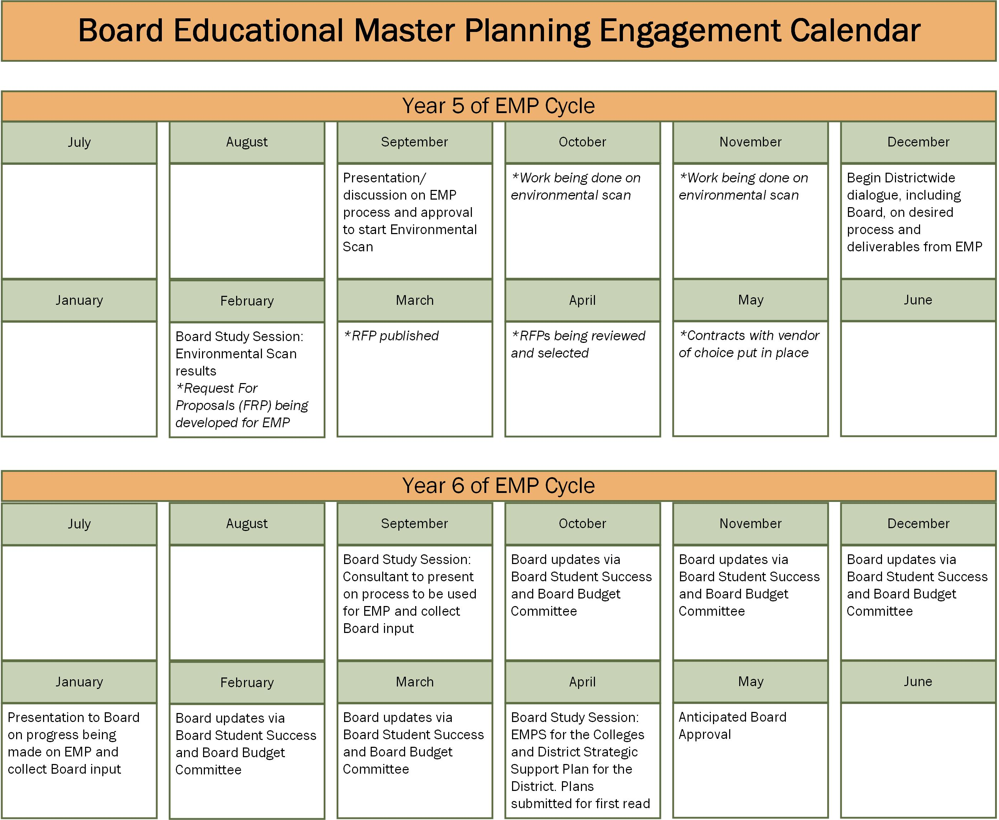 Board Educational Master Planning Engagement Calendar
Year 5 of EMP Cycle
July
August
September
Presentation/
discussion on EMP
process and approval
to start Environmental
Scan
October
*Work being done on
environmental scan
November
*Work being done on
environmental scan
December
Begin Districtwide
dialogue, including
Board, on desired
process and
deliverables from EMP
January
February
Board Study Session:
Environmental Scan
results
*Request For
Proposals (FRP) being
developed for EMP
March
*RFP published
April
*RFPs being reviewed
and selected
May
*Contracts with vendor
of choice put in place
June
Year 6 of EMP Cycle
July
August
September
Board Study Session:
Consultant to present
on process to be used
for EMP and collect
Board input
October
Board updates via
Board Student Success
and Board Budget
Committee
November
Board updates via
Board Student Success
and Board Budget
Committee
December
Board updates via
Board Student Success
and Board Budget
Committee
January
Presentation to Board
on progress being
made on EMP and
collect Board input
February
Board updates via
Board Student Success
and Board Budget
Committee
March
Board updates via
Board Student Success
and Board Budget
Committee
April
Board Study Session:
EMPS for the Colleges
and District Strategic
Support Plan for the
District. Plans
submitted for first read
May
Anticipated Board
Approval
June